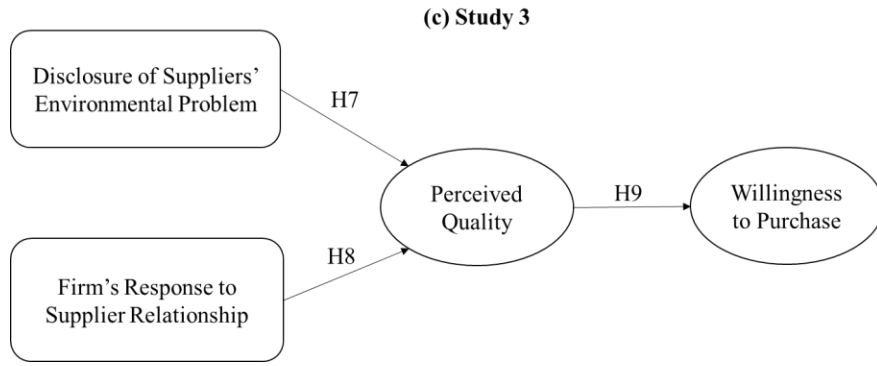 (c) Study 3
Disclosure of Suppliers’
Environmental Problem
H7
Perceived
Quality
H9
Willingness
to Purchase
H8
Firm’s Response to
Supplier Relationship